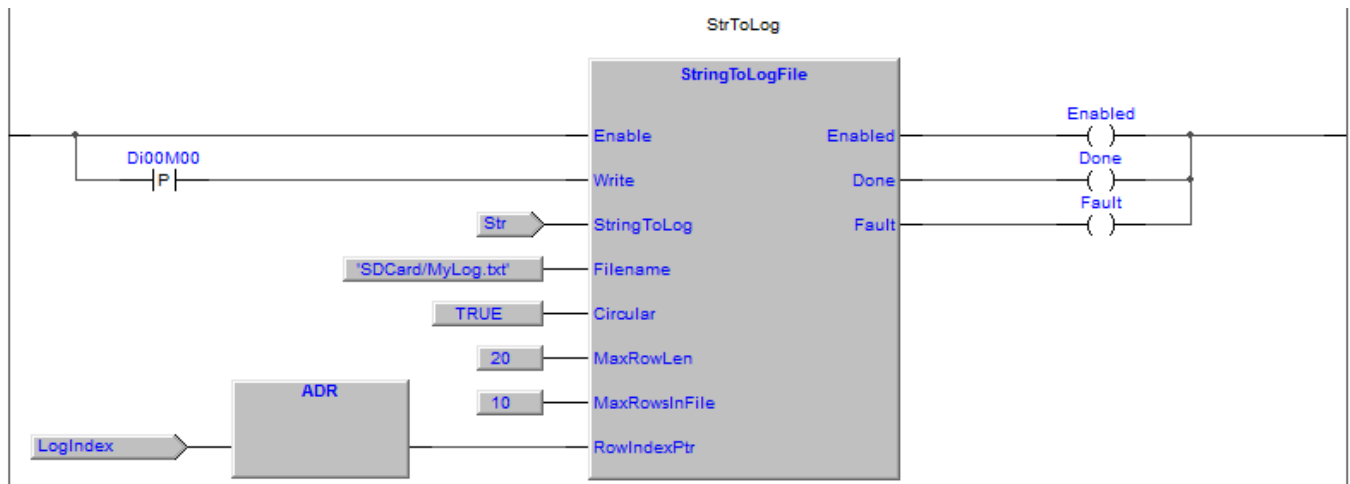 StrToLog
StringToLogFile
Enable Enabled Enabled
Di00M00
P
Write Done Done
Str StringToLog Fault Fault
'SDCard/MyLog.txt' Filename
TRUE Circular
20 MaxRowLen
10 MaxRowsInFile
ADR
LogIndex RowIndexPtr